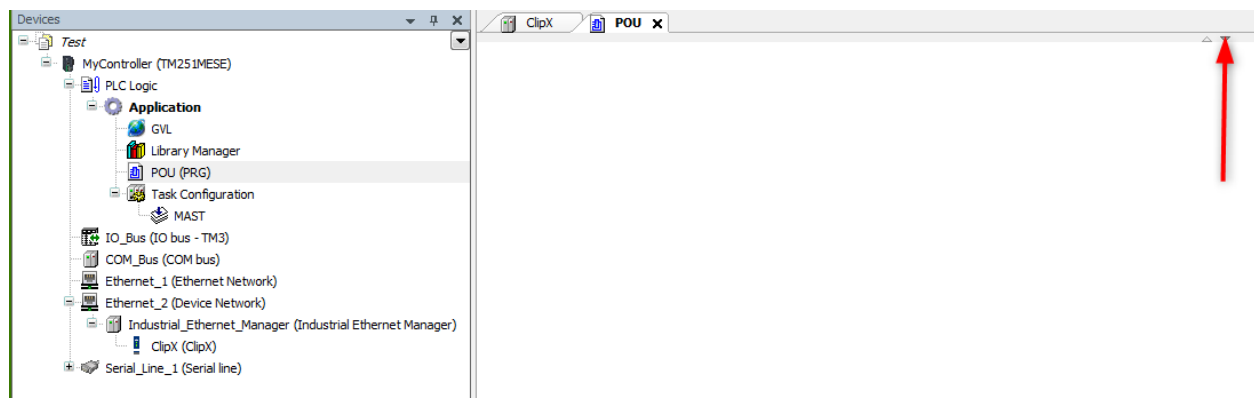 Devices
ClipX
POU
Test
MyController (TM251MESE)
PLC Logic
Application
GVL
Library Manager
POU (PRG)
Task Configuration
MAST
IO_Bus (IO bus - TM3)
COM_Bus (COM bus)
Ethernet_1 (Ethernet Network)
Ethernet_2 (Device Network)
Industrial_Ethernet_Manager (Industrial Ethernet Manager)
ClipX (ClipX)
Serial_Line_1 (Serial line)